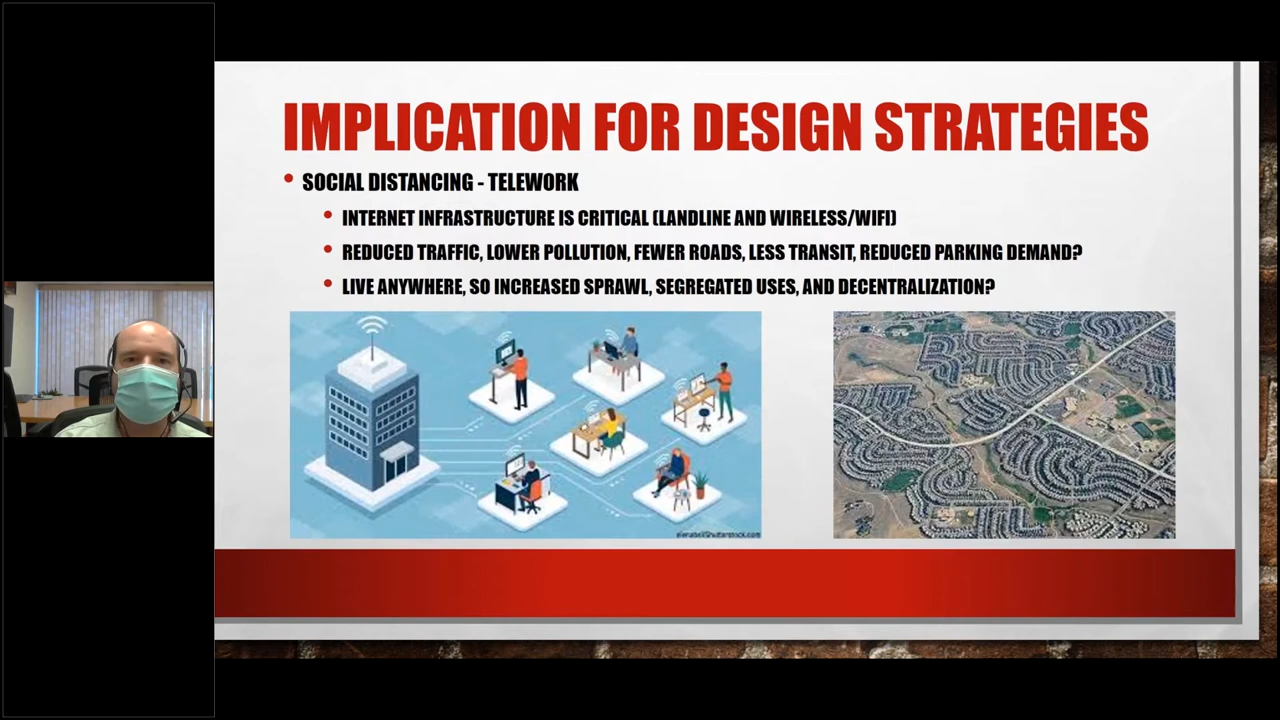 IMPLICATION FOR DESIGN STRATEGIES
• SOCIAL DISTANCING - TELEWORK
• INTERNET INFRASTRUCTURE IS CRITICAL (LANDLINE AND WIRELESS/WIFI)
• REDUCED TRAFFIC, LOWER POLLUTION, FEWER ROADS, LESS TRANSIT, REDUCED PARKING DEMAND?
• LIVE ANYWHERE, SO INCREASED SPRAWL, SEGREGATED USES, AND DECENTRALIZATION?